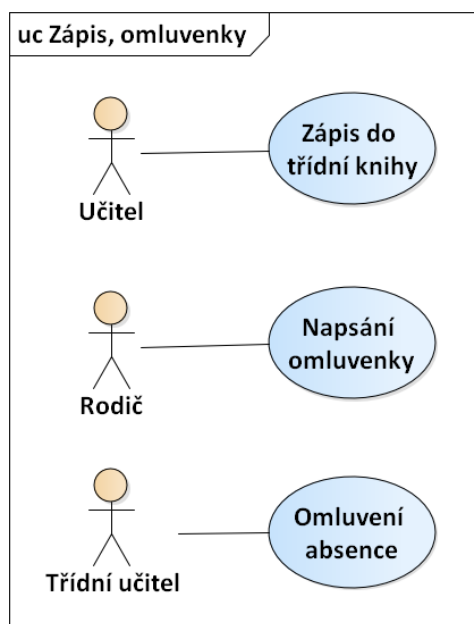 uc Zápis, omluvenky
Zápis do
třídní knihy
Učitel
Napsání
omluvenky
Rodič
Omluvení
absence
Třídní učitel